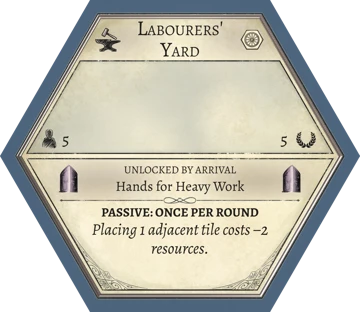 Labourers'
Yard
5 5
UNLOCKED BY ARRIVAL
Hands for Heavy Work
PASSIVE: ONCE PER ROUND
Placing 1 adjacent tile costs –2
resources.